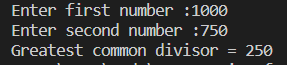 Enter first number :1000
Enter second number :750
Greatest common divisor = 250